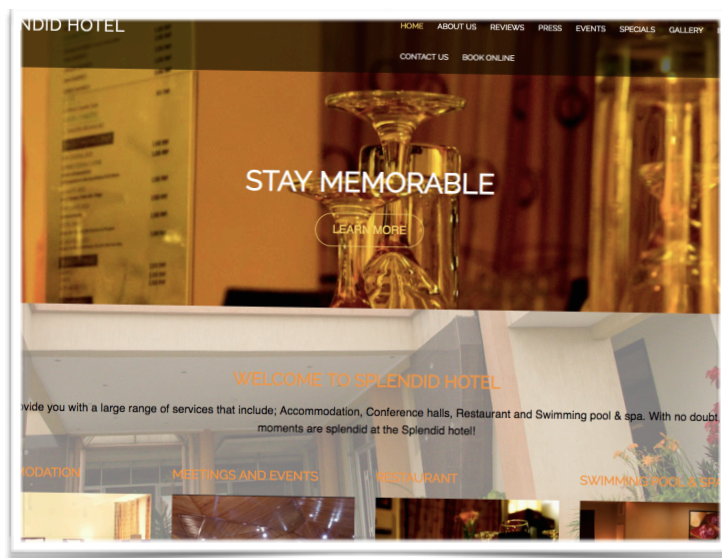 NDID HOTEL
HOME ABOUT US REVIEWS PRESS EVENTS SPECIALS GALLERY
CONTACT US BOOK ONLINE
STAY MEMORABLE
LEARN MORE
WELCOME TO SPLENDID HOTEL
ovide you with a large range of services that include; Accommodation, Conference halls, Restaurant and Swimming pool & spa. With no doubt,
moments are splendid at the Splendid hotel!
MODATION MEETINGS AND EVENTS RESTAURANT SWIMMING POOL & SPA